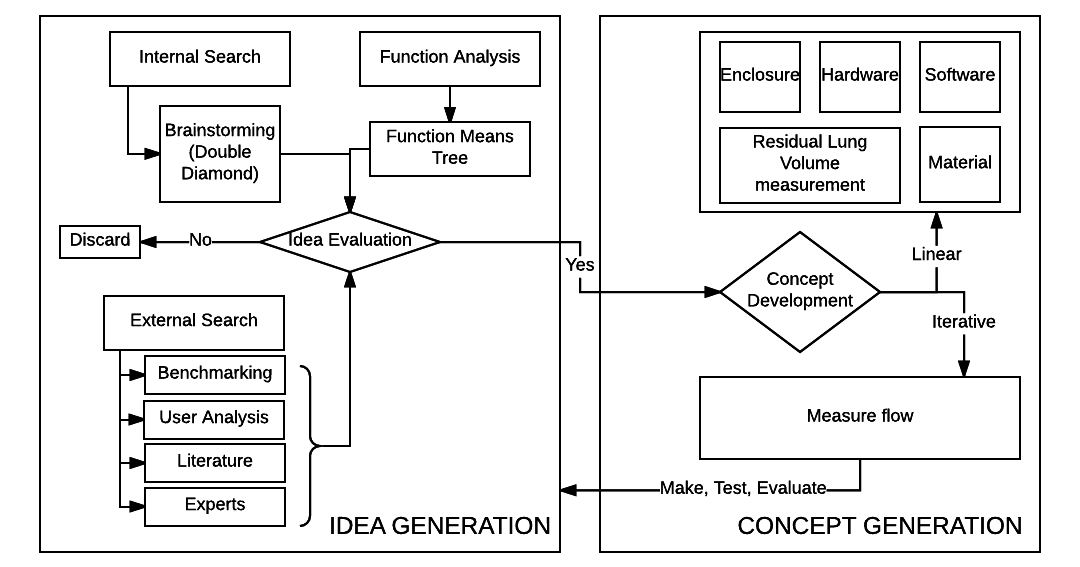 Internal Search
Function Analysis
Brainstorming
(Double
Diamond)
Function Means
Tree
Discard
No
Idea Evaluation
Yes
External Search
Benchmarking
User Analysis
Literature
Experts
IDEA GENERATION
Enclosure
Hardware
Software
Residual Lung
Volume
measurement
Material
Concept
Development
Linear
Iterative
Measure flow
Make, Test, Evaluate
CONCEPT GENERATION